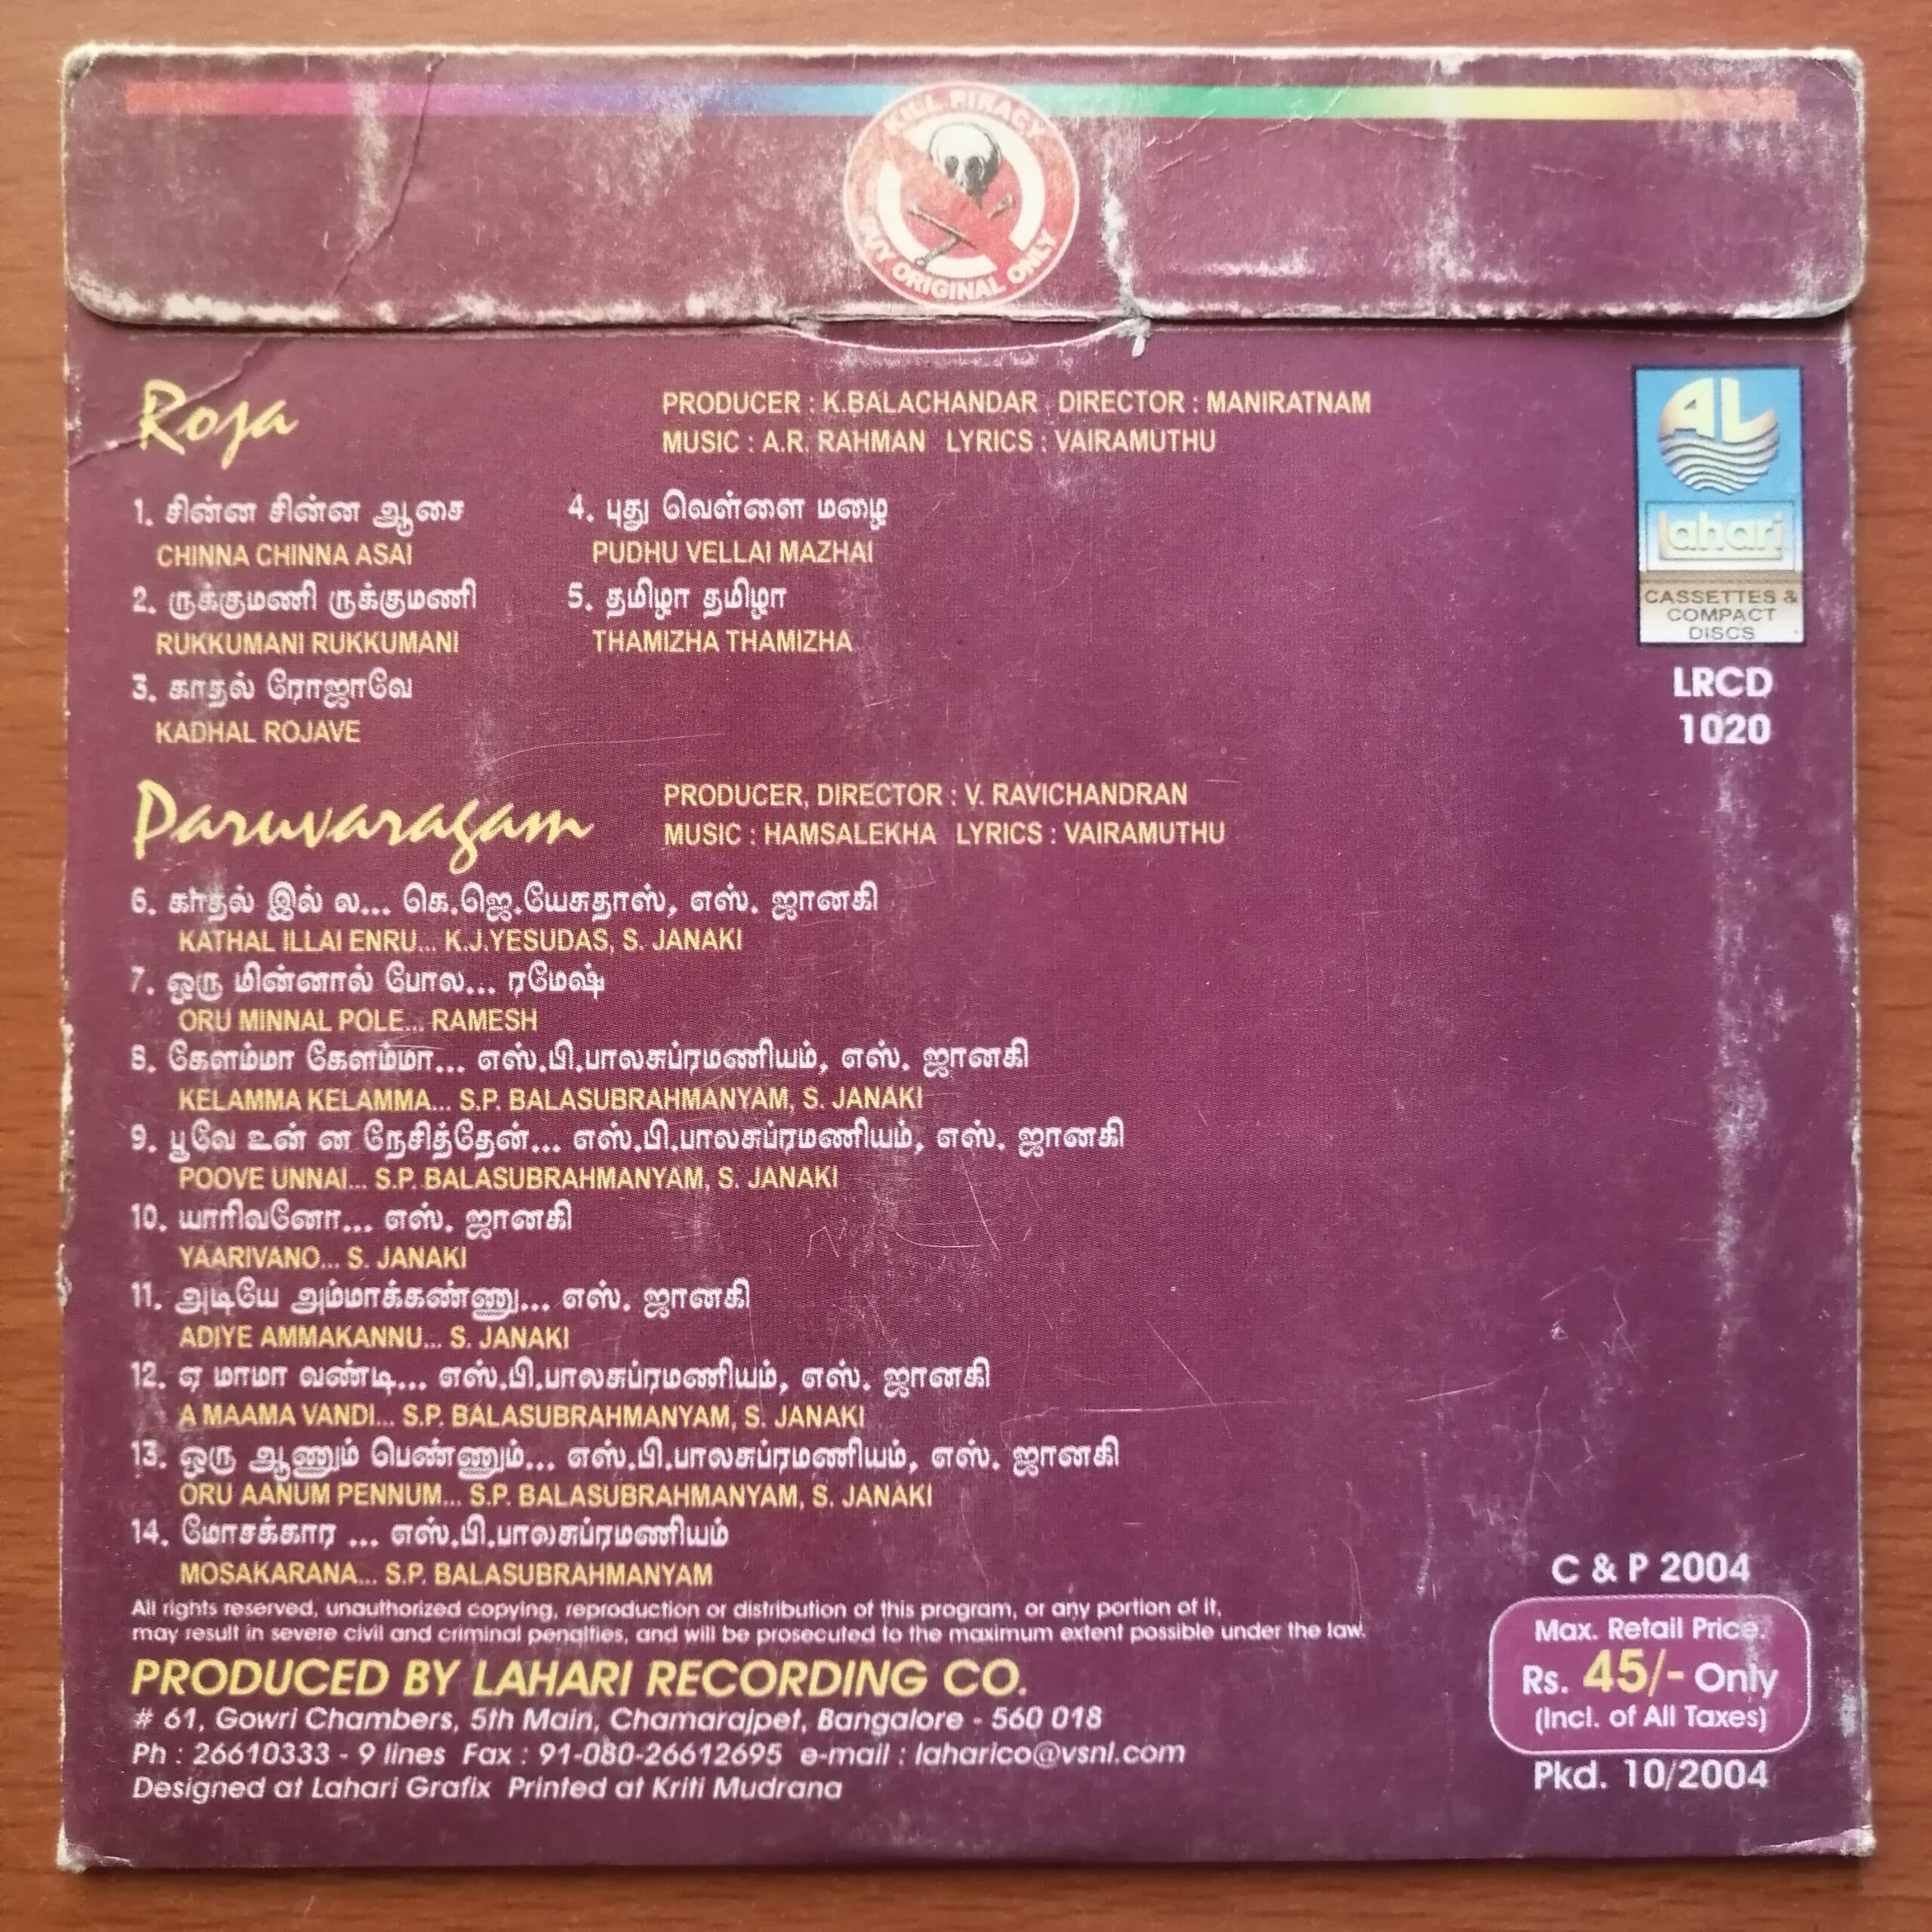 KILL PIRACY
BUY ORIGINAL ONLY
Roja
PRODUCER : K.BALACHANDAR DIRECTOR : MANIRATNAM
MUSIC : A.R. RAHMAN LYRICS : VAIRAMUTHU
AL
Lahari
CASSETTES &
COMPACT
DISCS
LRCD
1020
1. சின்ன சின்ன ஆசை
CHINNA CHINNA ASAI
2. ருக்குமணி ருக்குமணி
RUKKUMANI RUKKUMANI
3. காதல் ரோஜாவே
KADHAL ROJAVE
4. புது வெள்ளை மழை
PUDHU VELLAI MAZHAI
5. தமிழா தமிழா
THAMIZHA THAMIZHA
Paruvaragam
PRODUCER, DIRECTOR : V. RAVICHANDRAN
MUSIC : HAMSALEKHA LYRICS : VAIRAMUTHU
6. காதல் இல் ல... கெ.ஜெ.யேசுதாஸ், எஸ். ஜானகி
KATHAL ILLAI ENRU... K.J.YESUDAS, S. JANAKI
7. ஒரு மின்னால் போல... ரமேஷ்
ORU MINNAL POLE... RAMESH
8. கேளம்மா கேளம்மா... எஸ்.பி.பாலசுப்ரமணியம், எஸ். ஜானகி
KELAMMA KELAMMA... S.P. BALASUBRAHMANYAM, S. JANAKI
9. பூவே உன் ன நேசித்தேன்... எஸ்.பி.பாலசுப்ரமணியம், எஸ். ஜானகி
POOVE UNNAI... S.P. BALASUBRAHMANYAM, S. JANAKI
10. யாரிவனோ... எஸ். ஜானகி
YAARIVANO... S. JANAKI
11. அடியே அம்மாக்கண்ணு... எஸ். ஜானகி
ADIYE AMMAKANNU... S. JANAKI
12. ஏ மாமா வண்டி... எஸ்.பி.பாலசுப்ரமணியம், எஸ். ஜானகி
A MAAMA VANDI... S.P. BALASUBRAHMANYAM, S. JANAKI
13. ஒரு ஆணும் பெண்ணும்... எஸ்.பி.பாலசுப்ரமணியம், எஸ். ஜானகி
ORU AANUM PENNUM... S.P. BALASUBRAHMANYAM, S. JANAKI
14. மோசக்கார ... எஸ்.பி.பாலசுப்ரமணியம்
MOSAKARANA... S.P. BALASUBRAHMANYAM
All rights reserved, unauthorized copying, reproduction or distribution of this program, or any portion of it,
may result in severe civil and criminal penalties, and will be prosecuted to the maximum extent possible under the law.
PRODUCED BY LAHARI RECORDING CO.
# 61, Gowri Chambers, 5th Main, Chamarajpet, Bangalore - 560 018
Ph : 26610333 - 9 lines Fax : 91-080-26612695 e-mail : laharico@vsnl.com
Designed at Lahari Grafix Printed at Kriti Mudrana
C & P 2004
Max. Retail Price.
Rs. 45/- Only
(Incl. of All Taxes)
Pkd. 10/2004